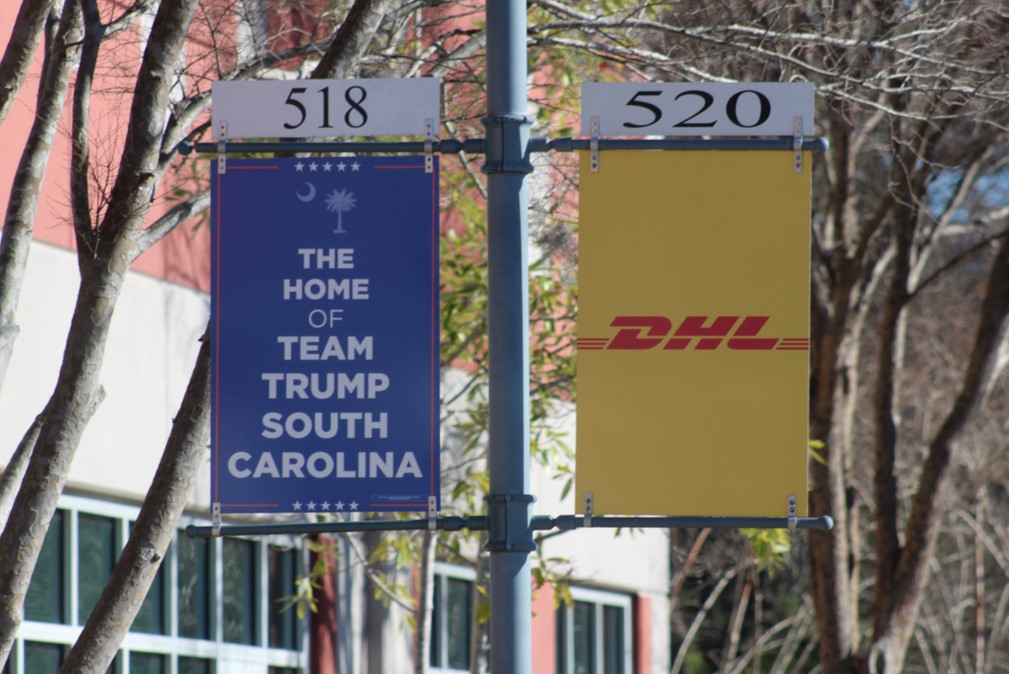 518
THE
HOME
OF
TEAM
TRUMP
SOUTH
CAROLINA
520
DHL